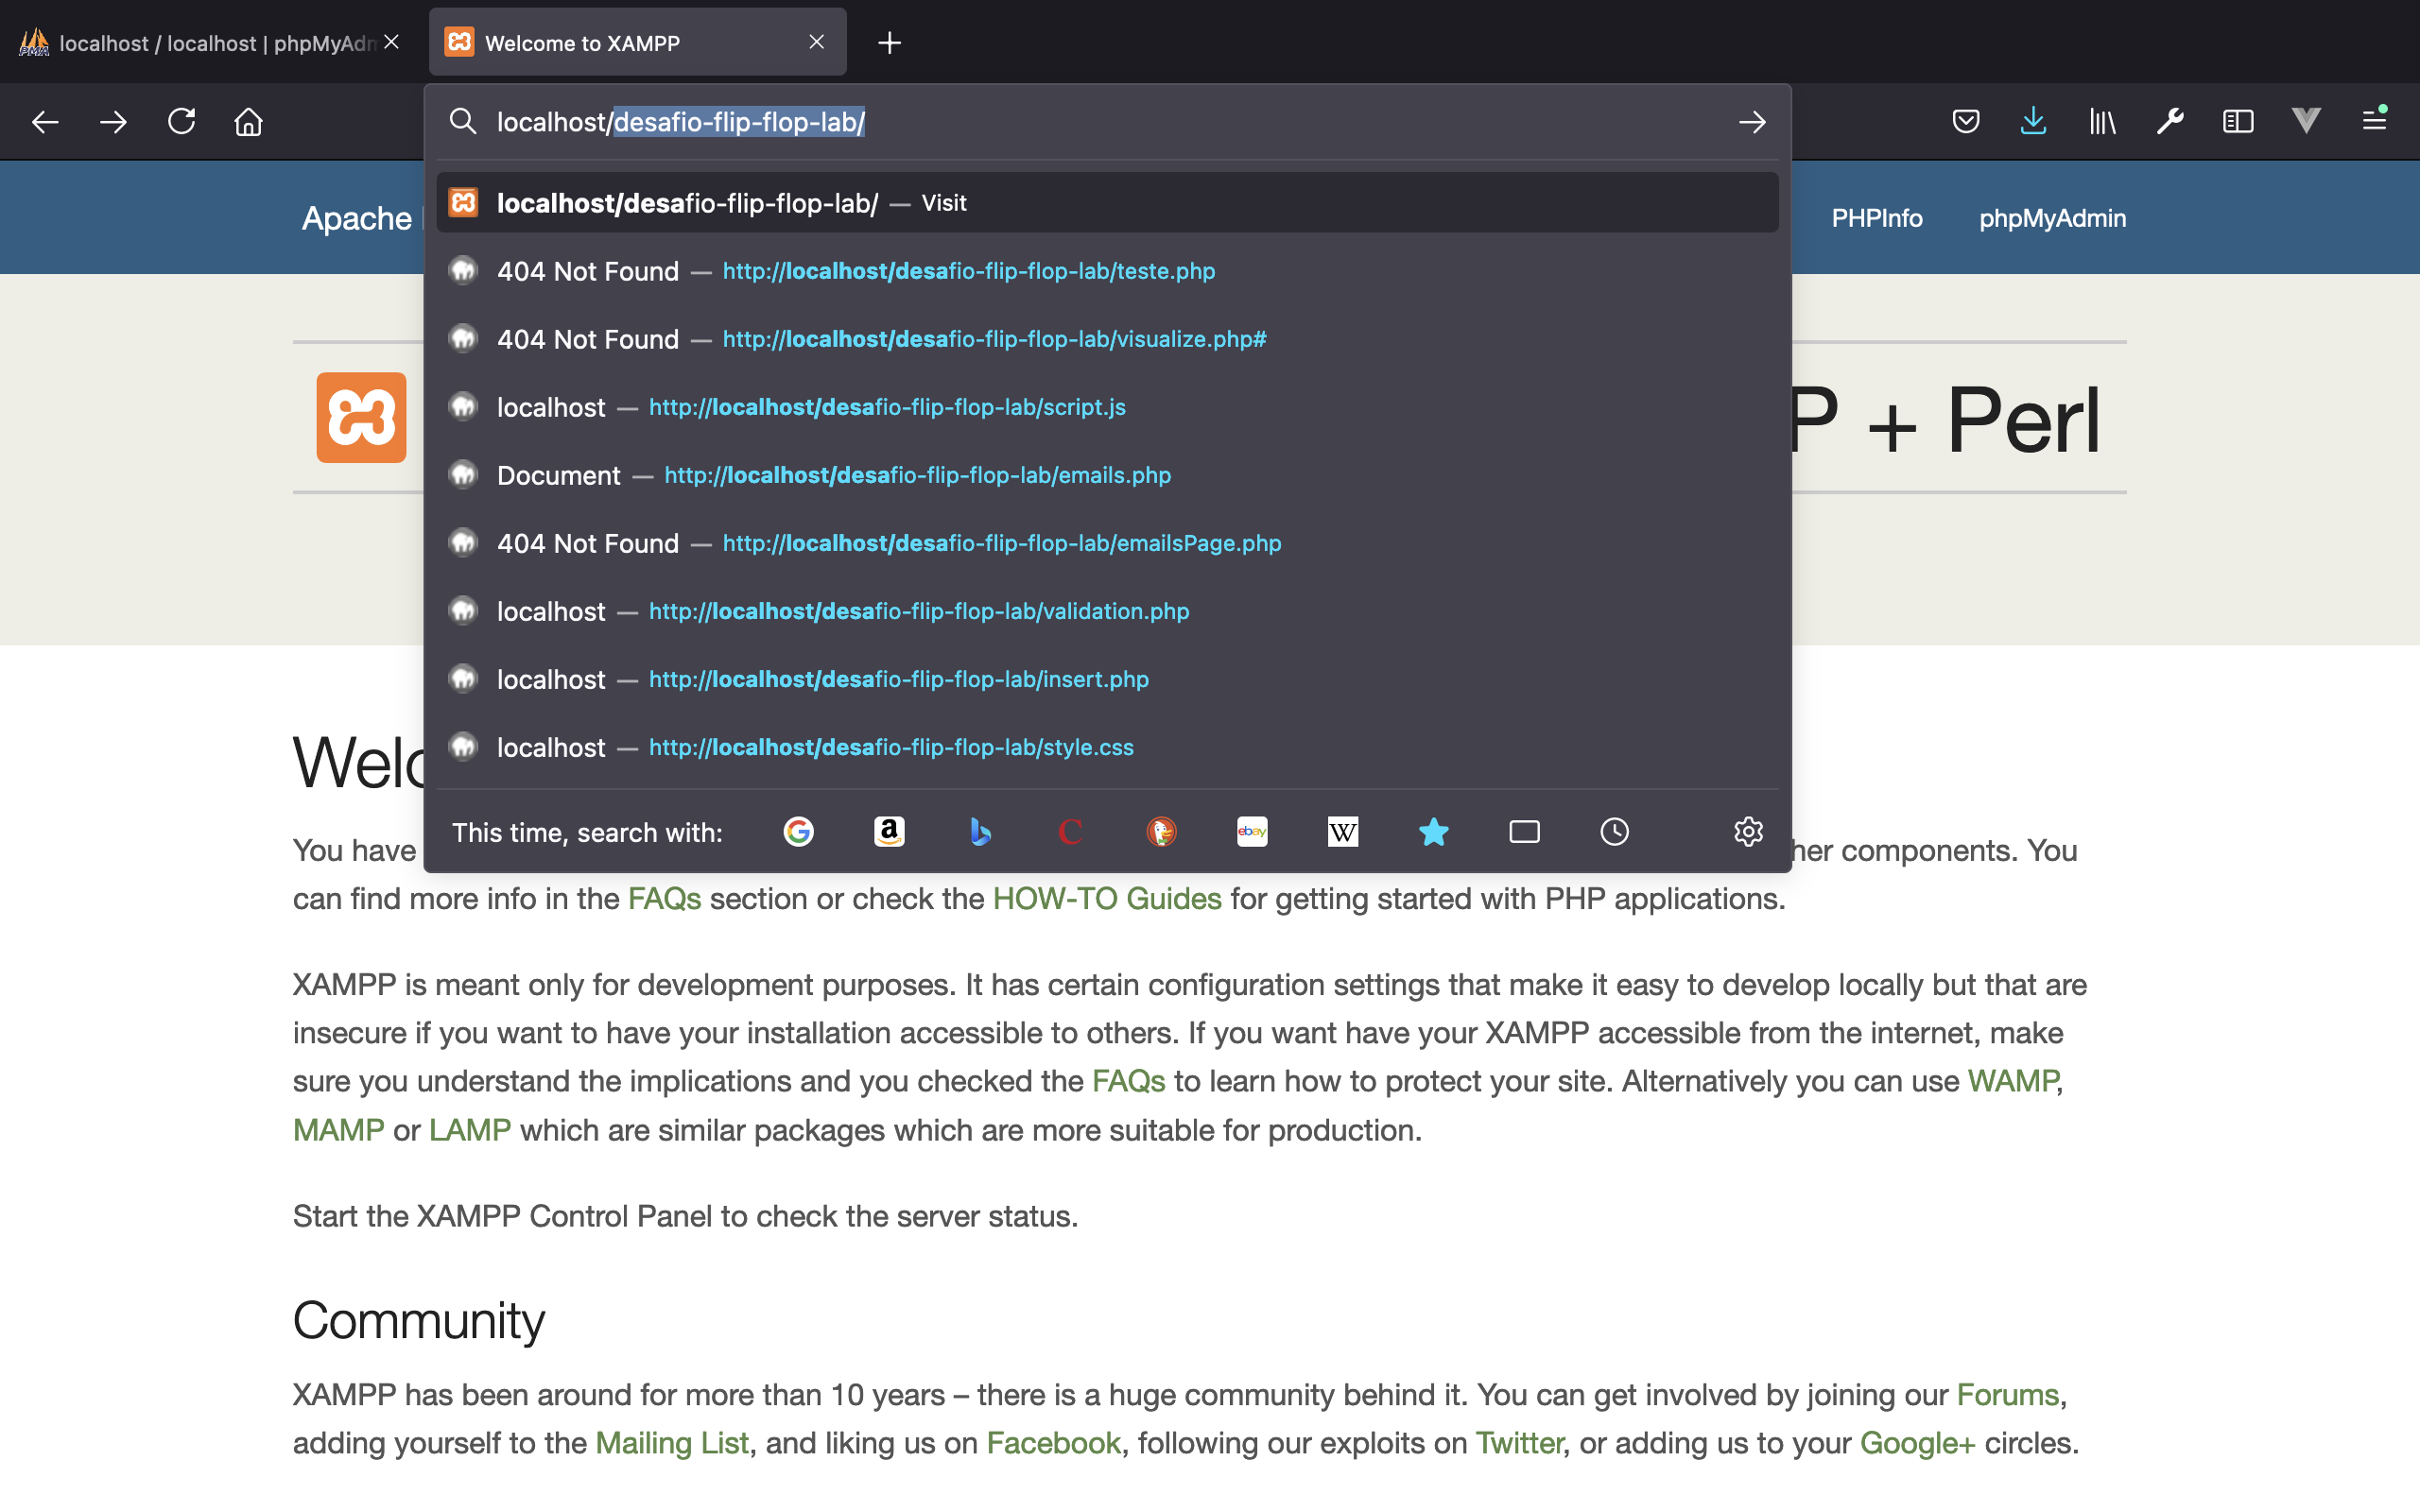 localhost / localhost | phpMyAdm
Welcome to XAMPP
localhost/desafio-flip-flop-lab/
localhost/desafio-flip-flop-lab/ — Visit
Apache
PHPInfo
phpMyAdmin
404 Not Found — http://localhost/desafio-flip-flop-lab/teste.php
404 Not Found — http://localhost/desafio-flip-flop-lab/visualize.php#
localhost — http://localhost/desafio-flip-flop-lab/script.js
P + Perl
Document — http://localhost/desafio-flip-flop-lab/emails.php
404 Not Found — http://localhost/desafio-flip-flop-lab/emailsPage.php
localhost — http://localhost/desafio-flip-flop-lab/validation.php
localhost — http://localhost/desafio-flip-flop-lab/insert.php
localhost — http://localhost/desafio-flip-flop-lab/style.css
Welc
This time, search with:
You have
her components. You
can find more info in the FAQs section or check the HOW-TO Guides for getting started with PHP applications.
XAMPP is meant only for development purposes. It has certain configuration settings that make it easy to develop locally but that are
insecure if you want to have your installation accessible to others. If you want have your XAMPP accessible from the internet, make
sure you understand the implications and you checked the FAQs to learn how to protect your site. Alternatively you can use WAMP,
MAMP or LAMP which are similar packages which are more suitable for production.
Start the XAMPP Control Panel to check the server status.
Community
XAMPP has been around for more than 10 years – there is a huge community behind it. You can get involved by joining our Forums,
adding yourself to the Mailing List, and liking us on Facebook, following our exploits on Twitter, or adding us to your Google+ circles.